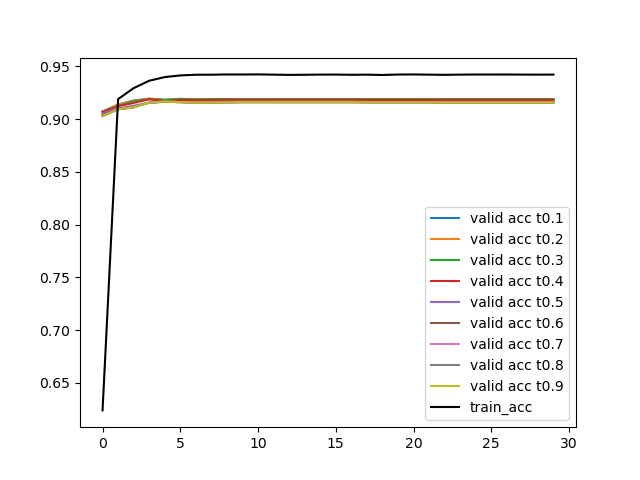 0.95
0.90
0.85
0.80
0.75
0.70
0.65
valid acc t0.1
valid acc t0.2
valid acc t0.3
valid acc t0.4
valid acc t0.5
valid acc t0.6
valid acc t0.7
valid acc t0.8
valid acc t0.9
train_acc
0 5 10 15 20 25 30